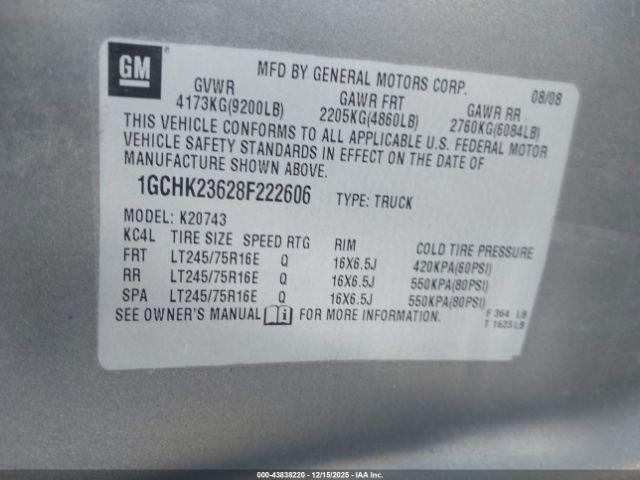 GM
MFD BY GENERAL MOTORS CORP. 08/08
GVWR GAWR FRT GAWR RR
4173KG(9200LB) 2205KG(4860LB) 2760KG(6084LB)
THIS VEHICLE CONFORMS TO ALL APPLICABLE U.S. FEDERAL MOTOR
VEHICLE SAFETY STANDARDS IN EFFECT ON THE DATE OF
MANUFACTURE SHOWN ABOVE.
1GCHK23628F222606 TYPE: TRUCK
MODEL: K20743
KC4L TIRE SIZE SPEED RTG RIM COLD TIRE PRESSURE
FRT LT245/75R16E Q 16X6.5J 420KPA(60PSI)
RR LT245/75R16E Q 16X6.5J 550KPA(80PSI)
SPA LT245/75R16E Q 16X6.5J 550KPA(80PSI)
SEE OWNER'S MANUAL i FOR MORE INFORMATION. F 364 LB
T 1623 LB
000-43838220 - 12/15/2025 - IAAI.com